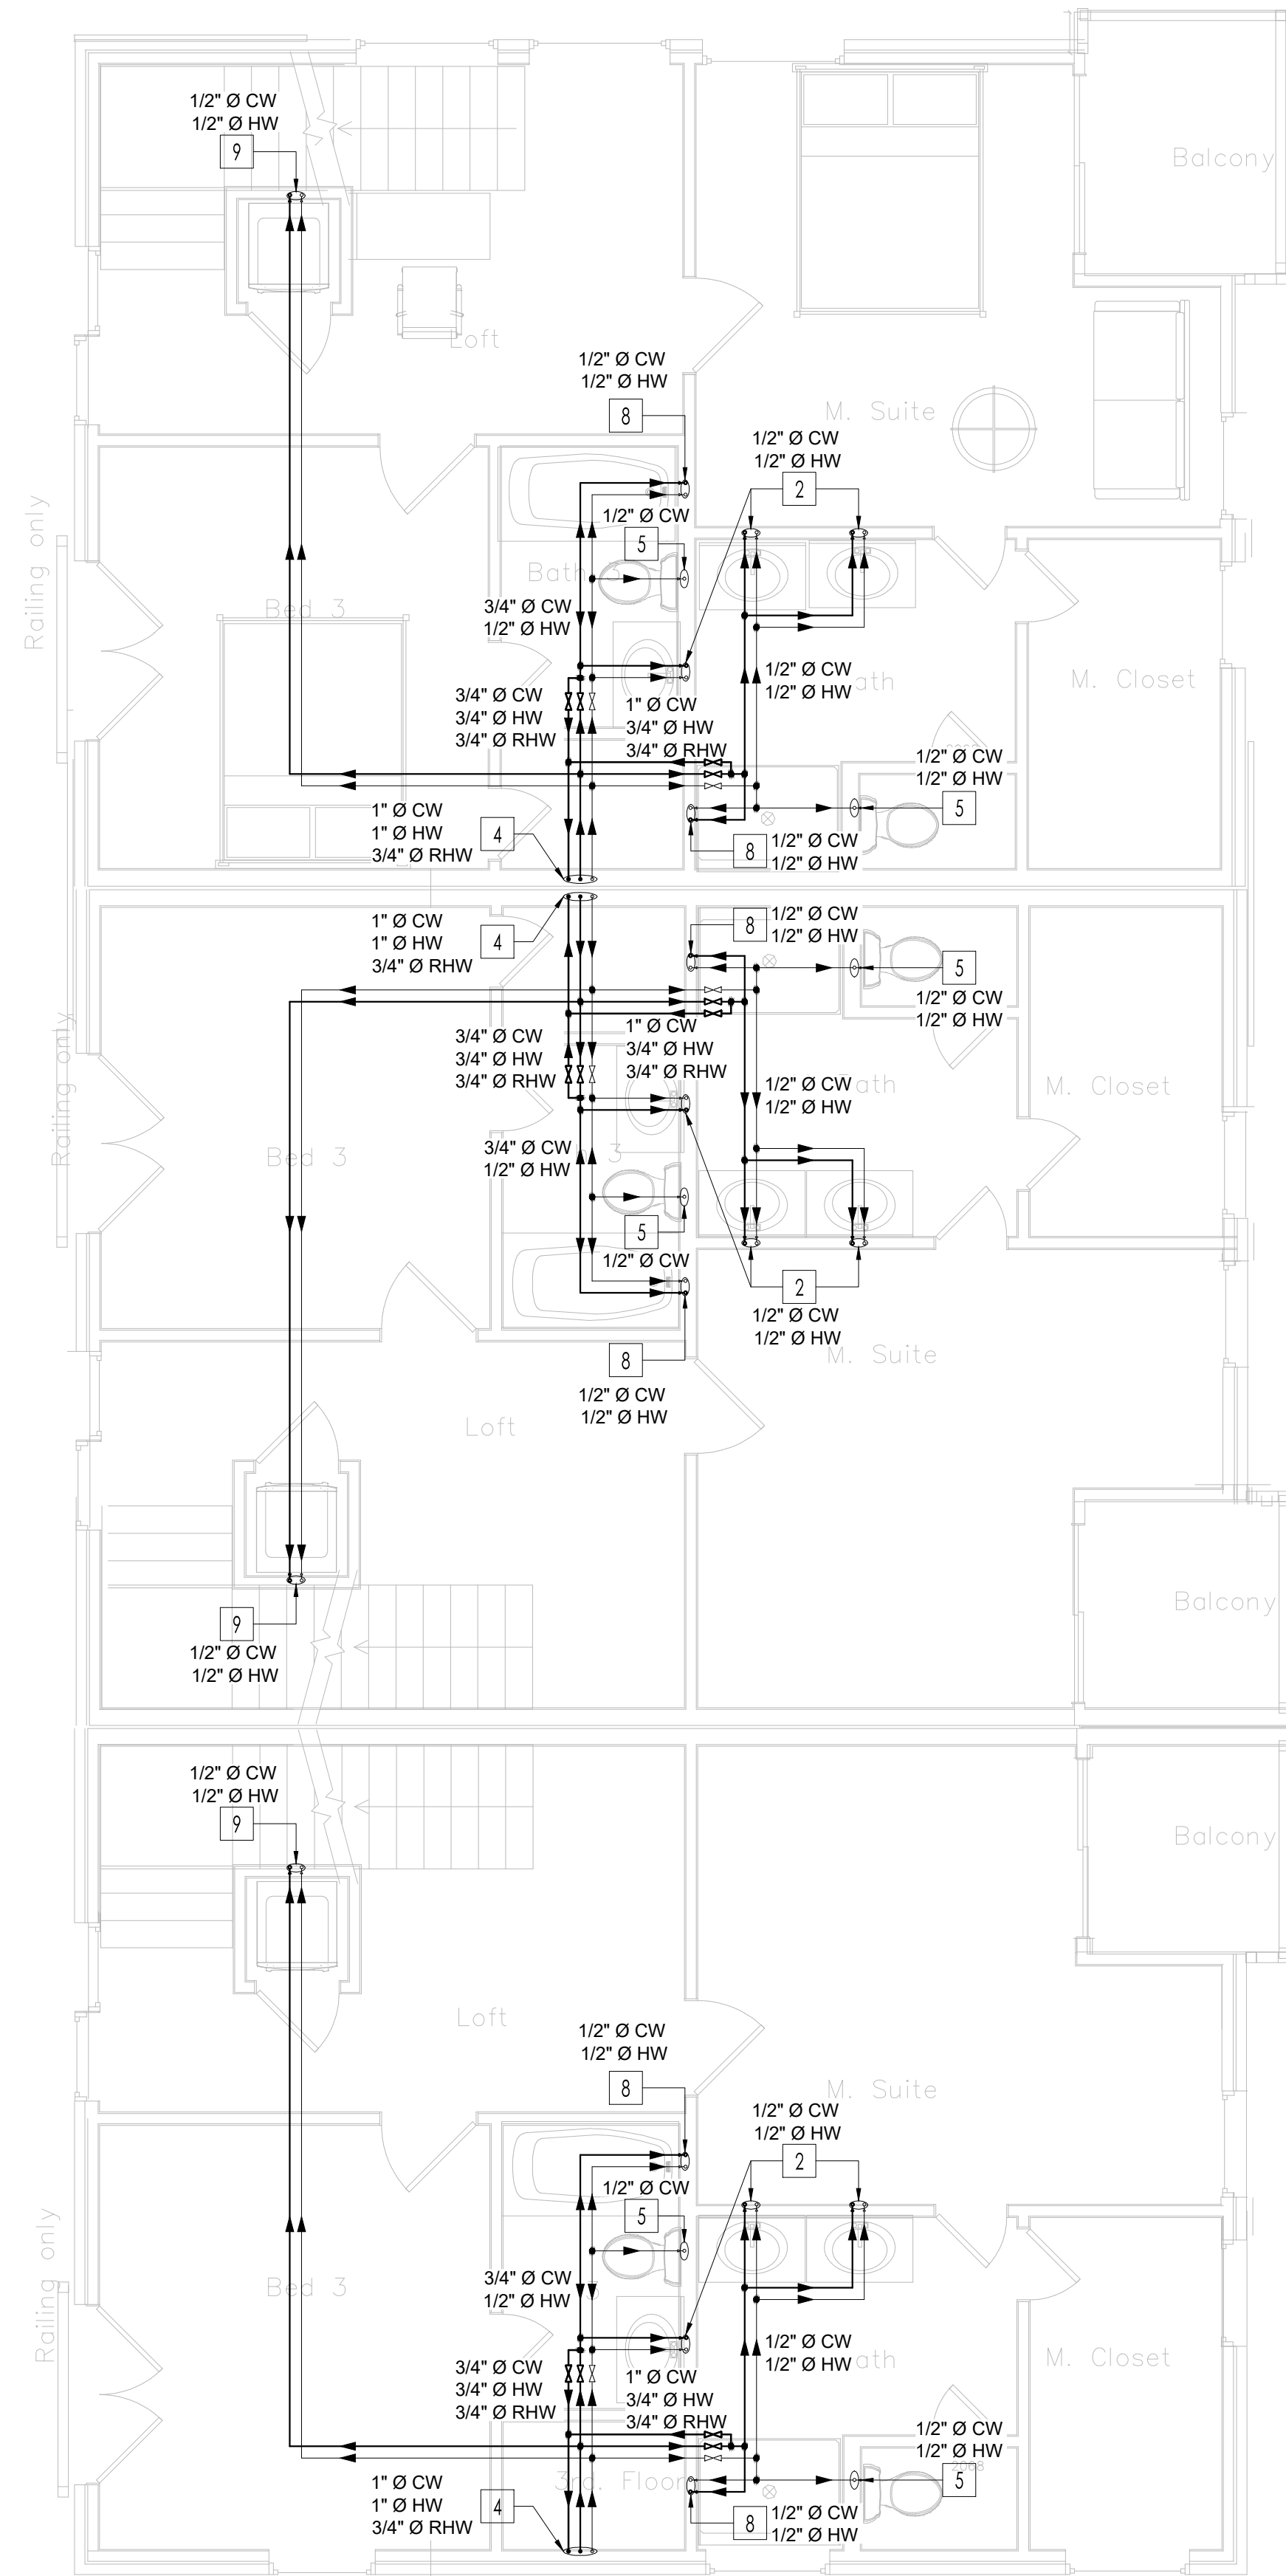 1/2" Ø CW
1/2" Ø HW
9
Balcony
Loft
1/2" Ø CW
1/2" Ø HW
8
M. Suite
1/2" Ø CW
1/2" Ø HW
2
Railing only
1/2" Ø CW
5
Bath 3
Bed 3
3/4" Ø CW
1/2" Ø HW
1/2" Ø CW
1/2" Ø HW
ath
M. Closet
3/4" Ø CW
3/4" Ø HW
3/4" Ø RHW
1" Ø CW
3/4" Ø HW
3/4" Ø RHW
1/2" Ø CW
1/2" Ø HW
5
1" Ø CW
1" Ø HW
3/4" Ø RHW
4
8
1/2" Ø CW
1/2" Ø HW
1" Ø CW
1" Ø HW
3/4" Ø RHW
4
8
1/2" Ø CW
1/2" Ø HW
5
1/2" Ø CW
1/2" Ø HW
Railing only
3/4" Ø CW
3/4" Ø HW
3/4" Ø RHW
1" Ø CW
3/4" Ø HW
3/4" Ø RHW
1/2" Ø CW
1/2" Ø HW
ath
M. Closet
Bed 3
3/4" Ø CW
1/2" Ø HW
3
5
1/2" Ø CW
2
1/2" Ø CW
1/2" Ø HW
M. Suite
8
1/2" Ø CW
1/2" Ø HW
Loft
9
1/2" Ø CW
1/2" Ø HW
Balcony
1/2" Ø CW
1/2" Ø HW
9
Balcony
Loft
1/2" Ø CW
1/2" Ø HW
8
M. Suite
1/2" Ø CW
1/2" Ø HW
2
1/2" Ø CW
5
Railing only
Bed 3
3/4" Ø CW
1/2" Ø HW
1/2" Ø CW
1/2" Ø HW
ath
M. Closet
3/4" Ø CW
3/4" Ø HW
3/4" Ø RHW
1" Ø CW
3/4" Ø HW
3/4" Ø RHW
1/2" Ø CW
1/2" Ø HW
2068
5
3rd. Floor
1" Ø CW
1" Ø HW
3/4" Ø RHW
4
8
1/2" Ø CW
1/2" Ø HW